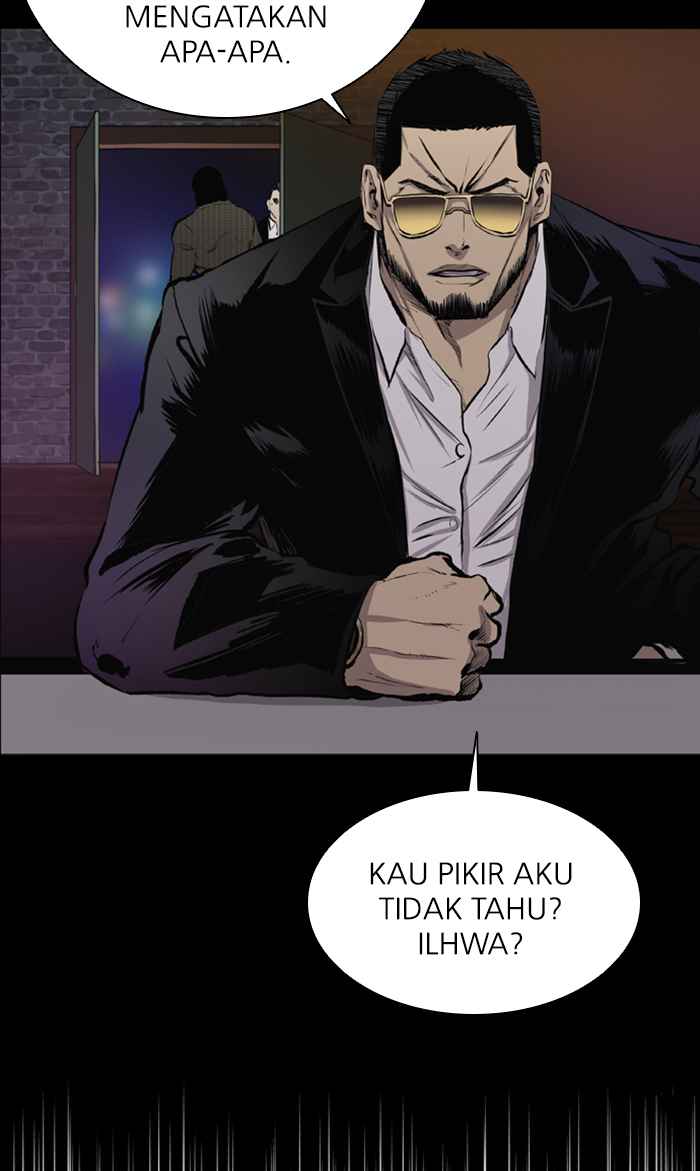 MENGATAKAN
APA-APA.
KAU PIKIR AKU
TIDAK TAHU?
ILHWA?